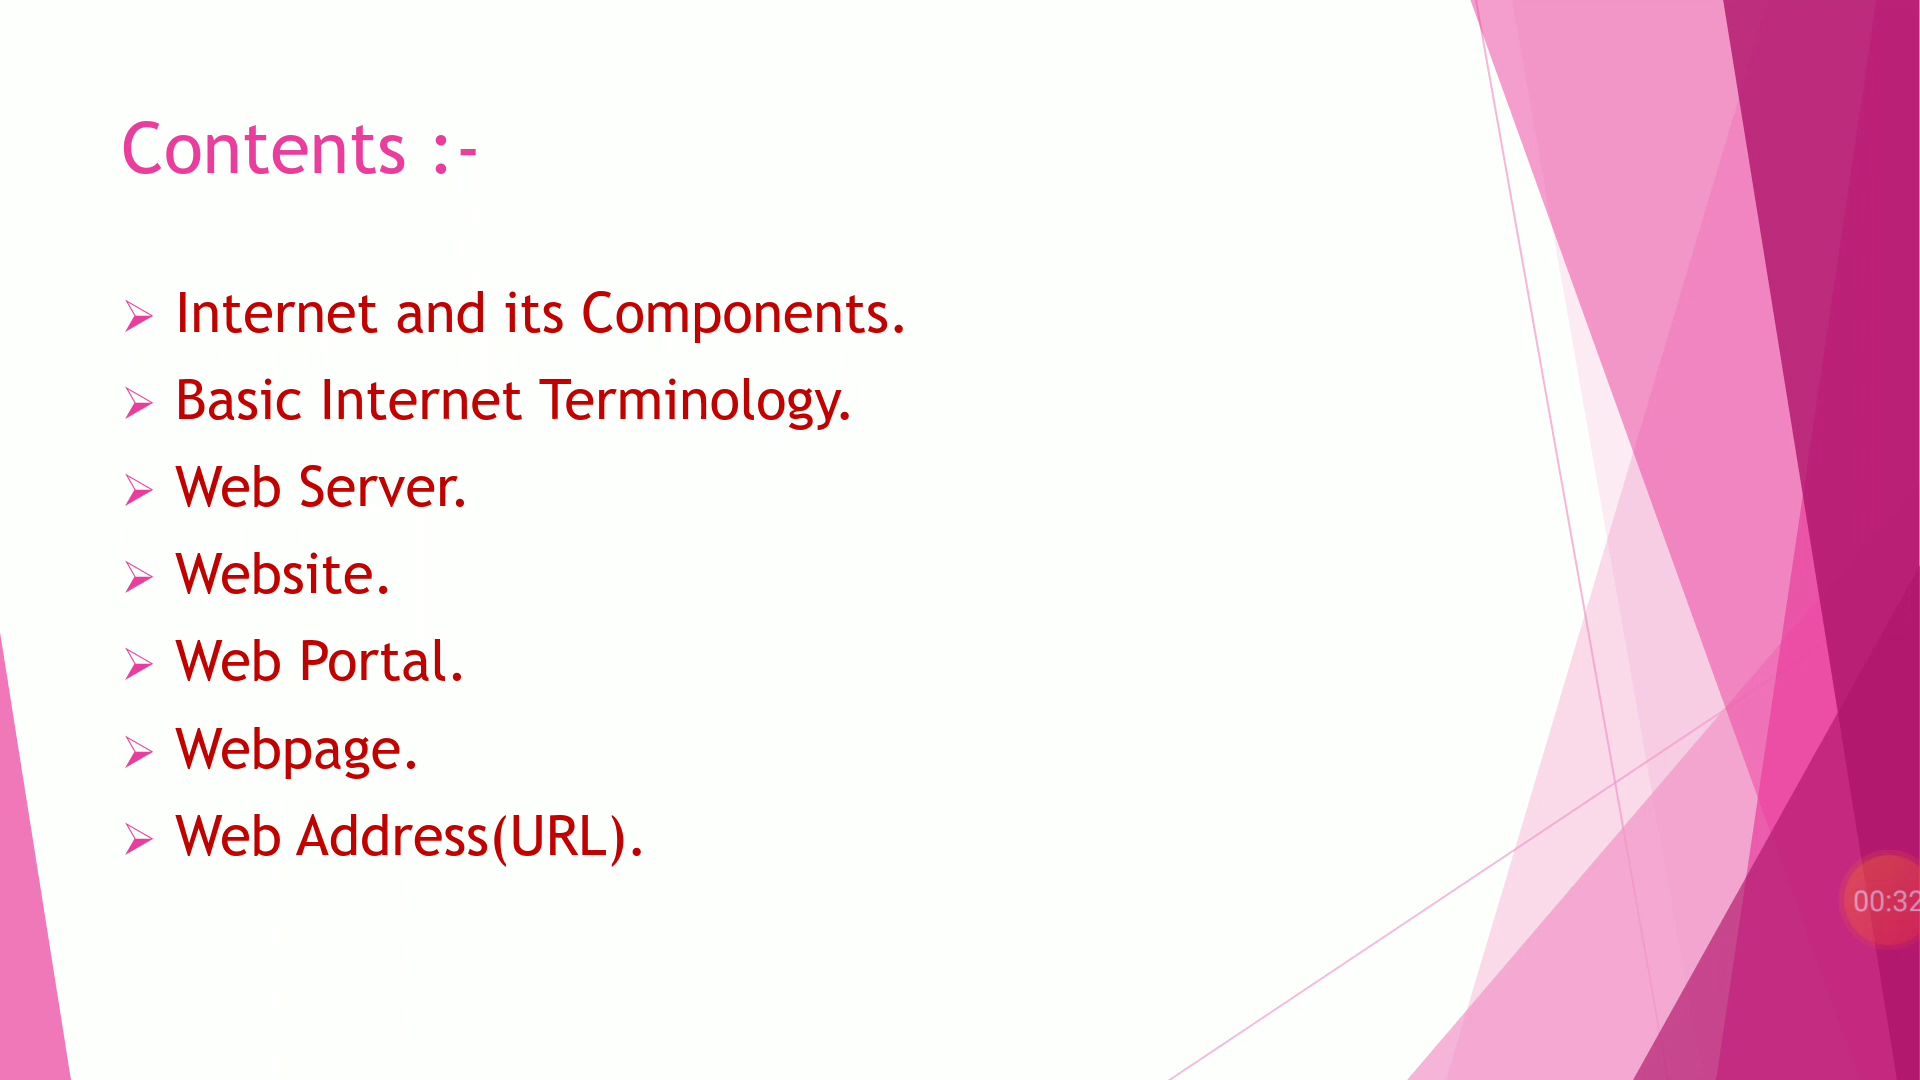 Contents :-
➢ Internet and its Components.
➢ Basic Internet Terminology.
➢ Web Server.
➢ Website.
➢ Web Portal.
➢ Webpage.
➢ Web Address(URL).
00:32